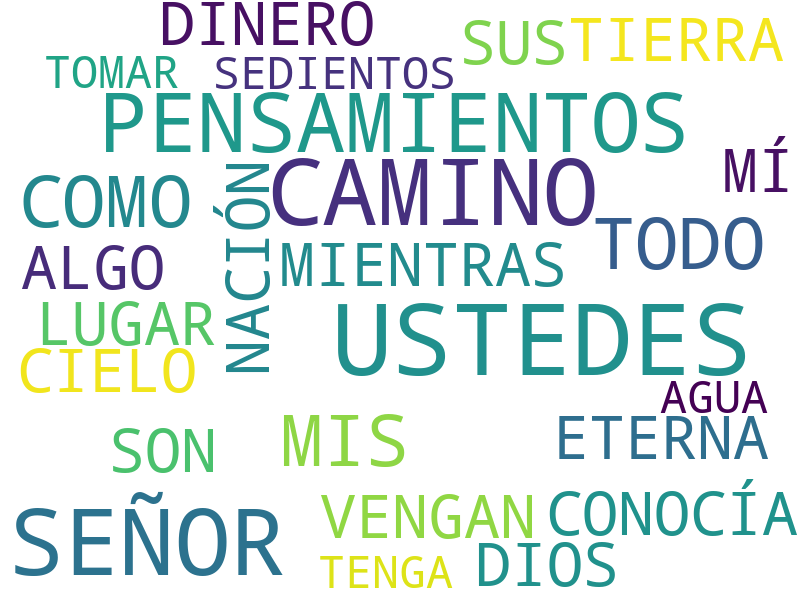 DINERO
SUS TIERRA
TOMAR SEDIENTOS
PENSAMIENTOS
MÍ
CAMINO
COMO
NACIÓN
TODO
ALGO
MIENTRAS
LUGAR
USTEDES
CIELO
AGUA
SON MIS ETERNA
SEÑOR
VENGAN CONOCÍA
TENGA DIOS